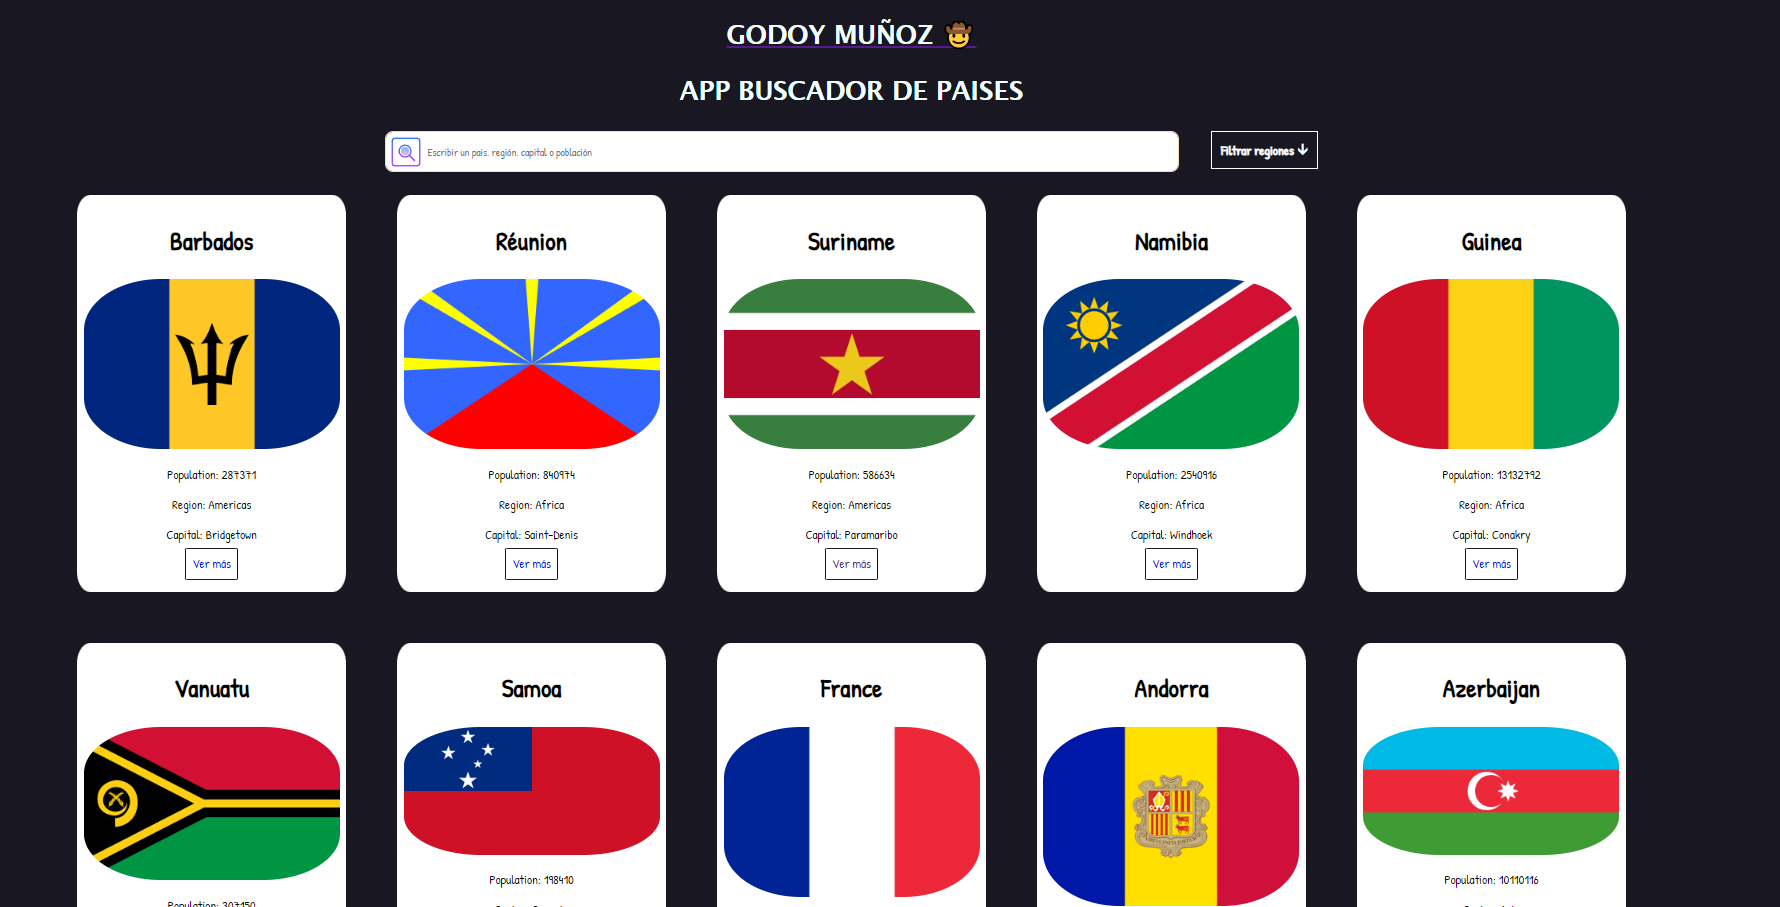 GODOY MUÑOZ 🤠
APP BUSCADOR DE PAISES
Escribir un pais, región, capital o población
Filtrar regiones ↓
Barbados
Population: 287371
Region: Americas
Capital: Bridgetown
Ver más
Réunion
Population: 840974
Region: Africa
Capital: Saint-Denis
Ver más
Suriname
Population: 586634
Region: Americas
Capital: Paramaribo
Ver más
Namibia
Population: 2540916
Region: Africa
Capital: Windhoek
Ver más
Guinea
Population: 13132792
Region: Africa
Capital: Conakry
Ver más
Vanuatu
Population: 307150
Samoa
Population: 198410
France
Andorra
Azerbaijan
Population: 10110116